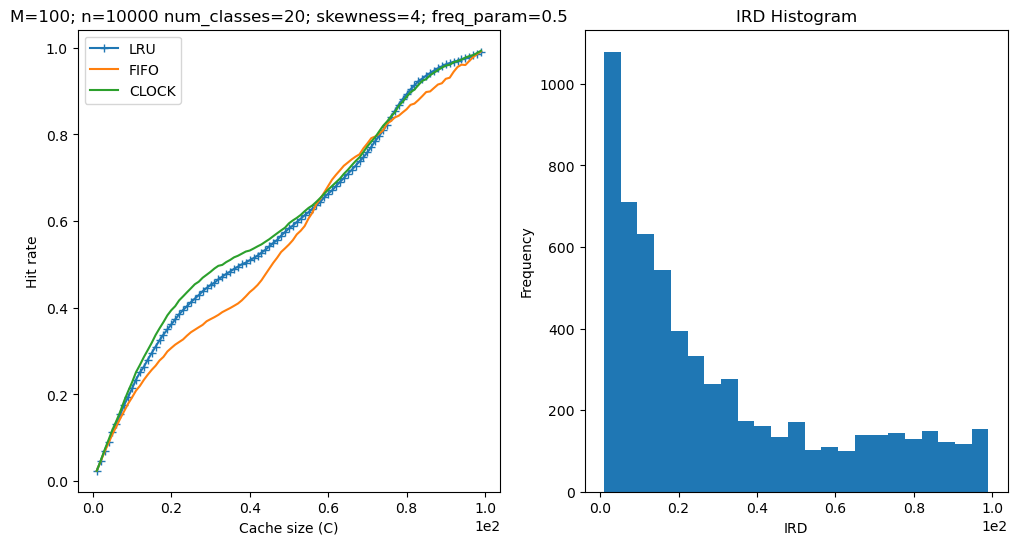 M=100; n=10000 num_classes=20; skewness=4; freq_param=0.5
LRU
FIFO
CLOCK
Hit rate
1.0
0.8
0.6
0.4
0.2
0.0
0.0 0.2 0.4 0.6 0.8 1.0
1e2
Cache size (C)
IRD Histogram
Frequency
1000
800
600
400
200
0
0.0 0.2 0.4 0.6 0.8 1.0
1e2
IRD